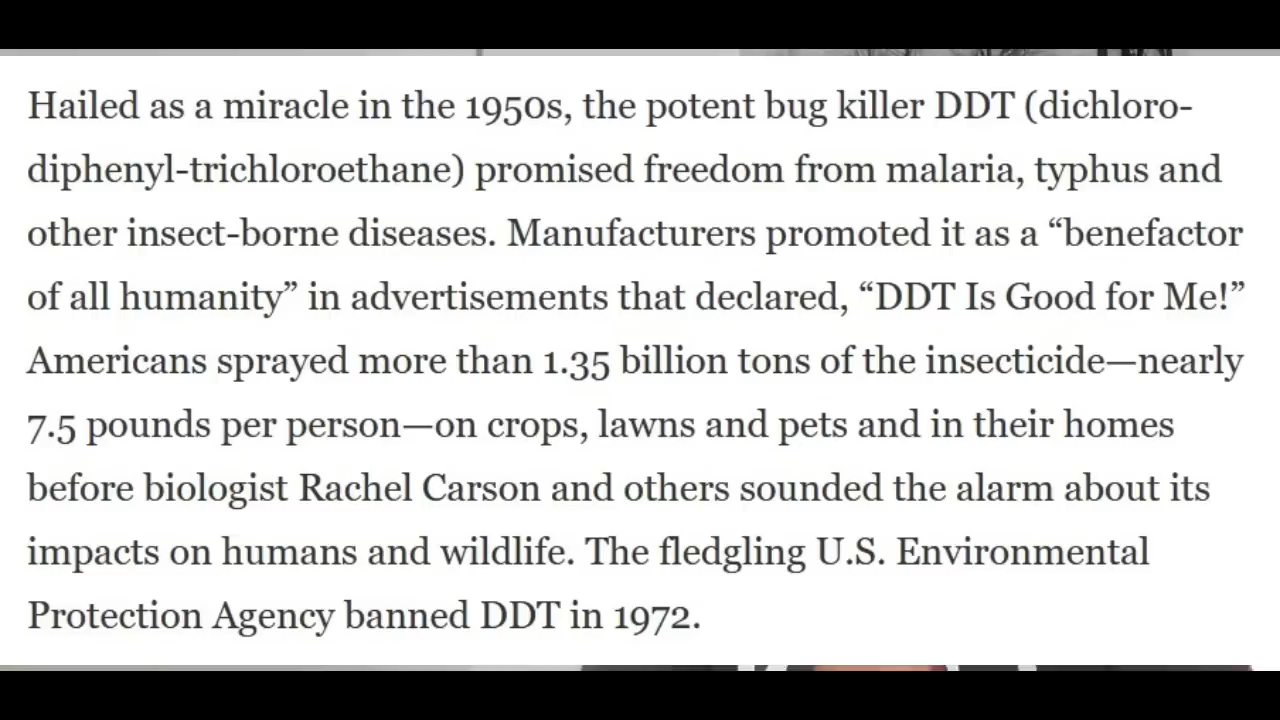 Hailed as a miracle in the 1950s, the potent bug killer DDT (dichloro-
diphenyl-trichloroethane) promised freedom from malaria, typhus and
other insect-borne diseases. Manufacturers promoted it as a “benefactor
of all humanity” in advertisements that declared, “DDT Is Good for Me!”
Americans sprayed more than 1.35 billion tons of the insecticide—nearly
7.5 pounds per person—on crops, lawns and pets and in their homes
before biologist Rachel Carson and others sounded the alarm about its
impacts on humans and wildlife. The fledgling U.S. Environmental
Protection Agency banned DDT in 1972.